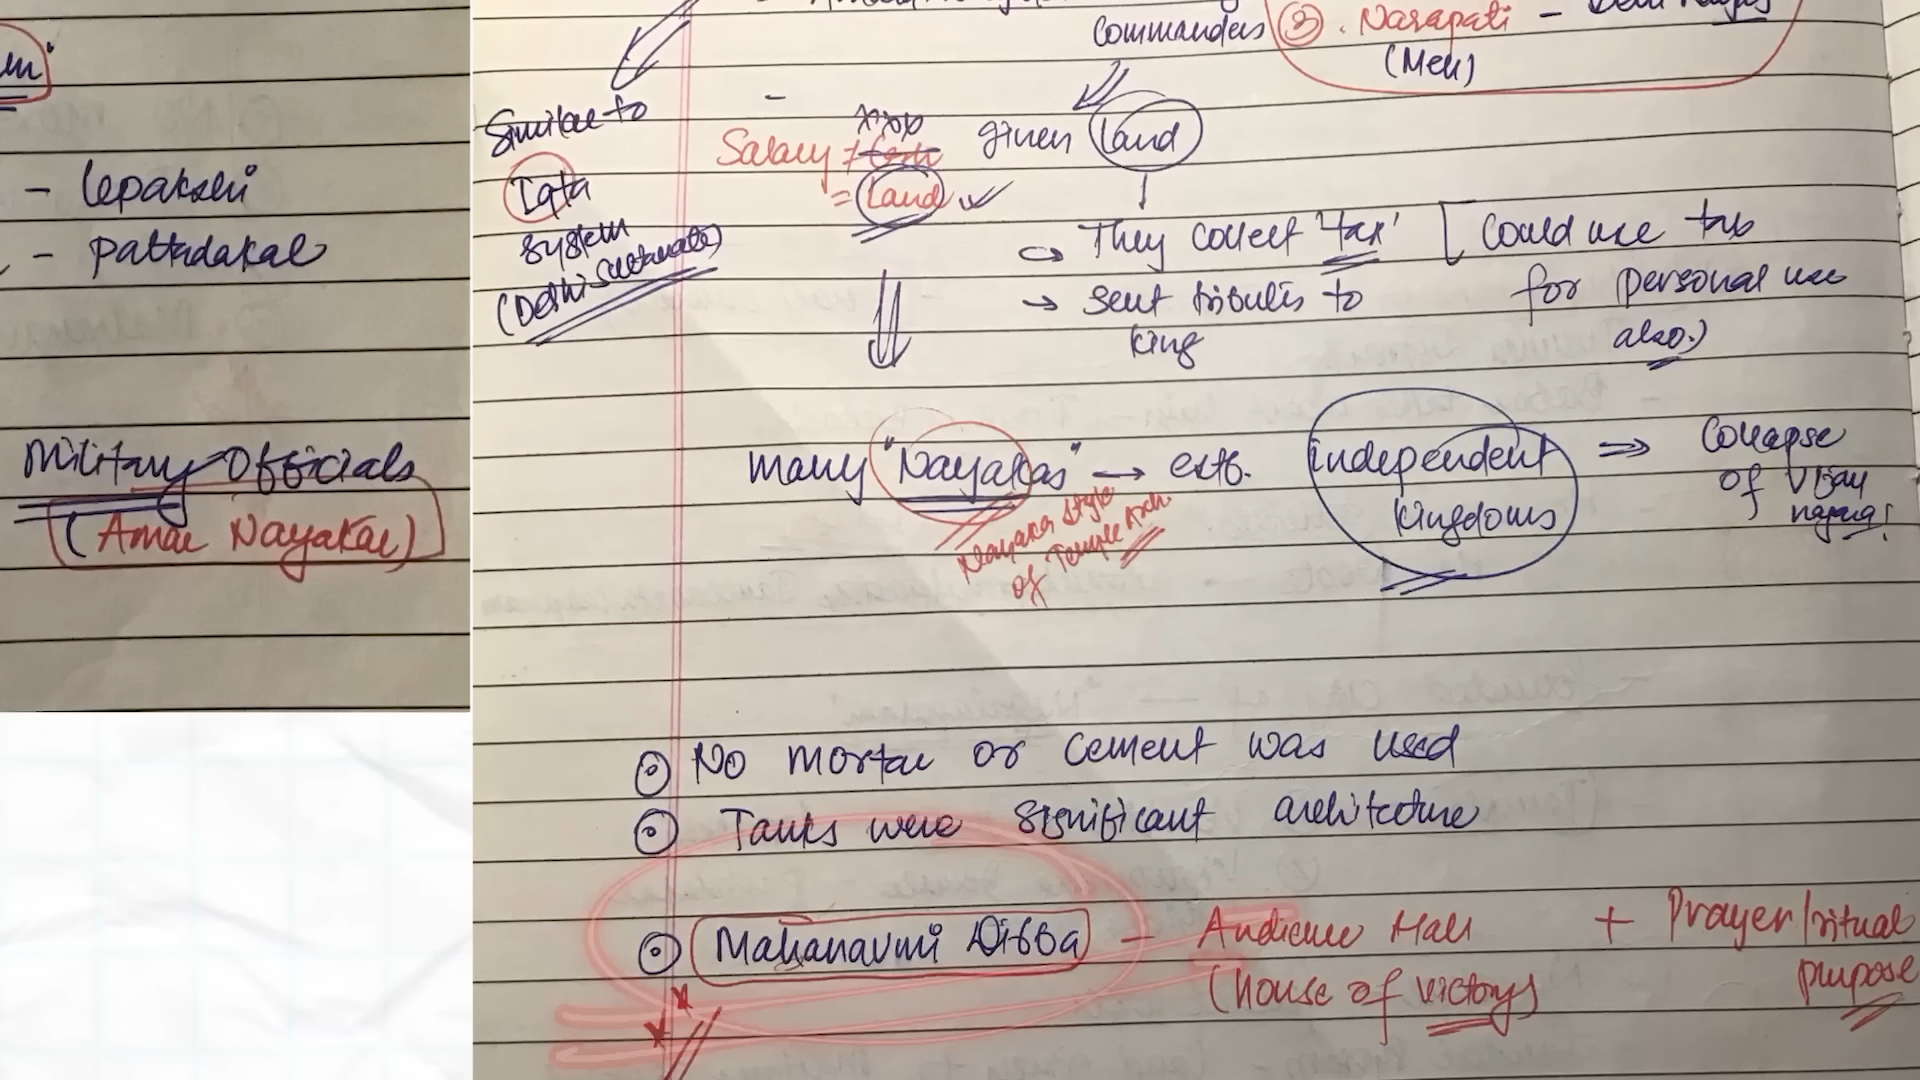 - Lepakshi
- Pattadakal
Military Officials
(Amar Nayakar)
Commanders
③. Narapati -
(Men)
Similar to
Iqta
system
(Delhi Sultanate)
Salary ≠
= Land ✓
given Land
→ They collect 'tax'
→ sent tributes to
king
[Could use tax
for personal use
also.)
many "Nayakas" → estb. independent
kingdoms
⇒ Collapse
of Vijay
nagara!
Nayaka Style
of Temple Arch.
⊙ No mortar or cement was used
⊙ Tanks were significant architecture
⊙ Mahanavmi Dibba - Audience Hall + Prayer/ritual
(house of victory) purpose